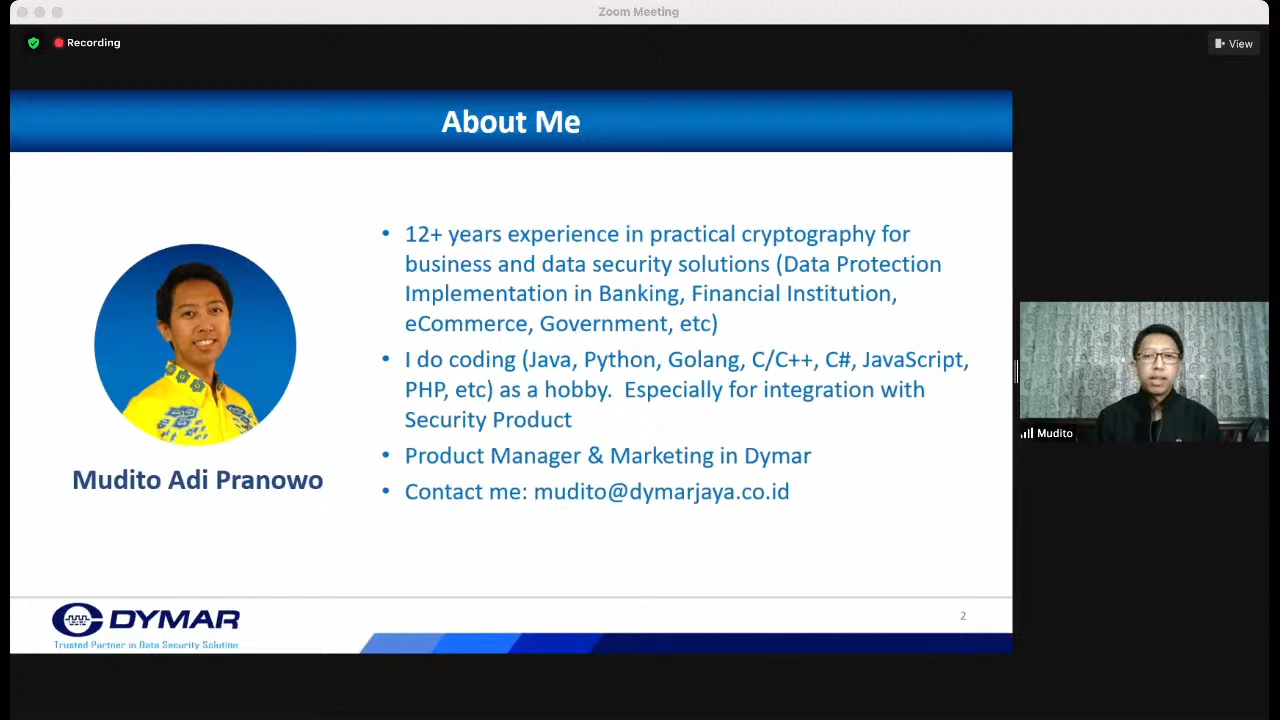 Zoom Meeting
Recording
View
About Me
• 12+ years experience in practical cryptography for
business and data security solutions (Data Protection
Implementation in Banking, Financial Institution,
eCommerce, Government, etc)
• I do coding (Java, Python, Golang, C/C++, C#, JavaScript,
PHP, etc) as a hobby.  Especially for integration with
Security Product
• Product Manager & Marketing in Dymar
• Contact me: mudito@dymarjaya.co.id
Mudito Adi Pranowo
Mudito
DYMAR
Trusted Partner in Data Security Solution
2